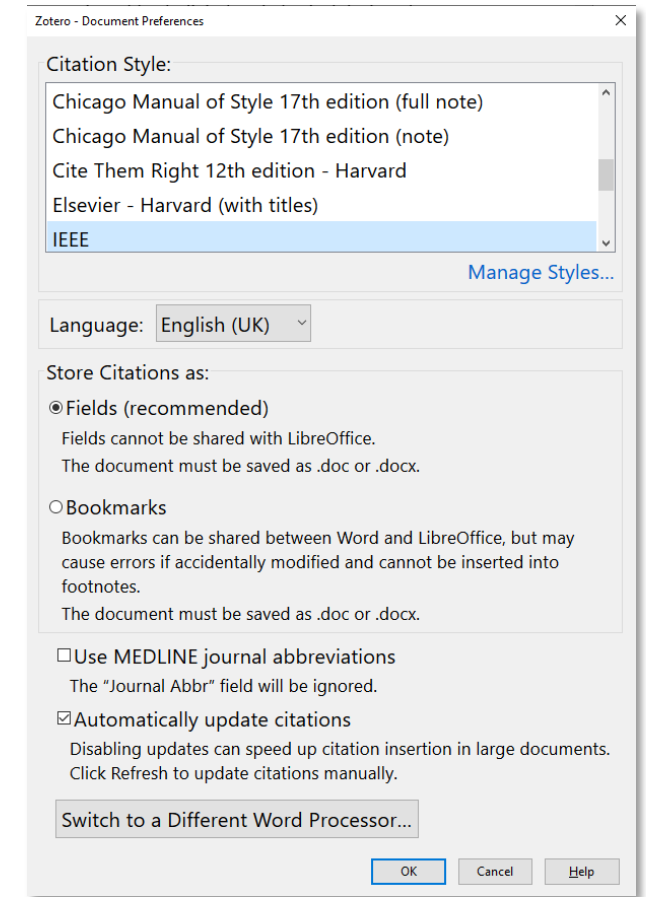 Zotero - Document Preferences
Citation Style:
Chicago Manual of Style 17th edition (full note)
Chicago Manual of Style 17th edition (note)
Cite Them Right 12th edition - Harvard
Elsevier - Harvard (with titles)
IEEE
Manage Styles...
Language: English (UK)
Store Citations as:
Fields (recommended)
Fields cannot be shared with LibreOffice.
The document must be saved as .doc or .docx.
Bookmarks
Bookmarks can be shared between Word and LibreOffice, but may
cause errors if accidentally modified and cannot be inserted into
footnotes.
The document must be saved as .doc or .docx.
Use MEDLINE journal abbreviations
The “Journal Abbr” field will be ignored.
Automatically update citations
Disabling updates can speed up citation insertion in large documents.
Click Refresh to update citations manually.
Switch to a Different Word Processor...
OK Cancel Help